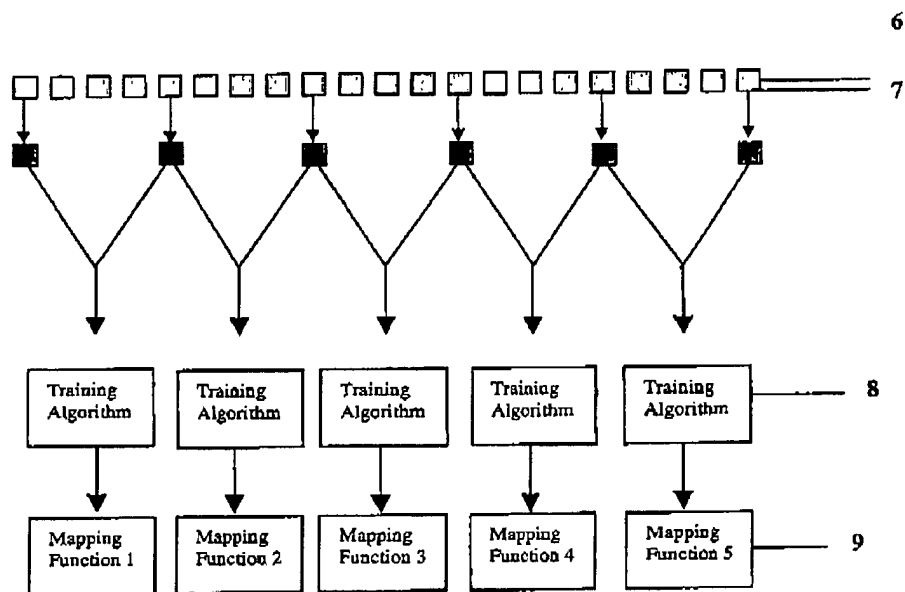 6
7
Training
Algorithm
Training
Algorithm
Training
Algorithm
Training
Algorithm
Training
Algorithm
8
Mapping
Function 1
Mapping
Function 2
Mapping
Function 3
Mapping
Function 4
Mapping
Function 5
9